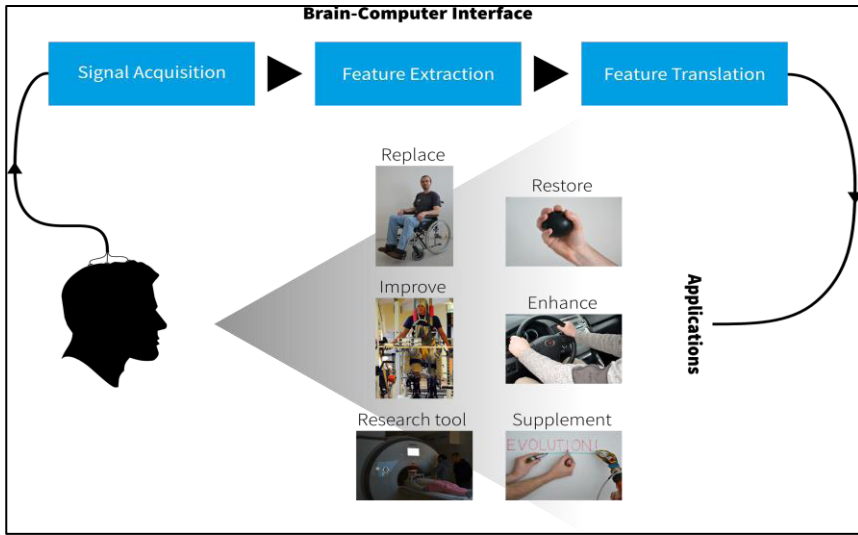 Brain-Computer Interface
Signal Acquisition
Feature Extraction
Feature Translation
Replace
Restore
Improve
Enhance
Applications
Research tool
Supplement
EVOLUTION!